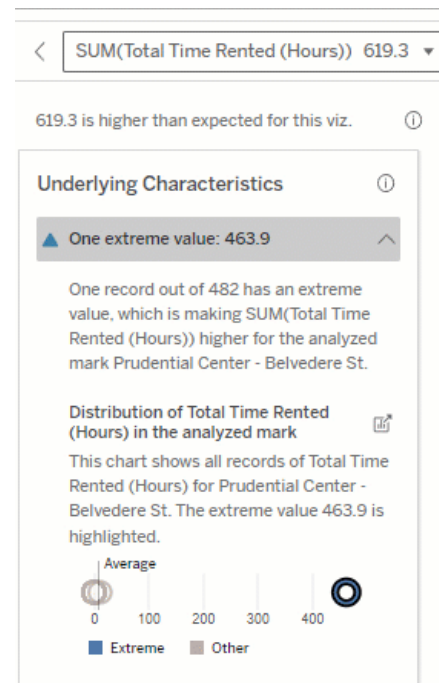 SUM(Total Time Rented (Hours)) 619.3
619.3 is higher than expected for this viz.
Underlying Characteristics
One extreme value: 463.9
One record out of 482 has an extreme
value, which is making SUM(Total Time
Rented (Hours)) higher for the analyzed
mark Prudential Center - Belvedere St.
Distribution of Total Time Rented
(Hours) in the analyzed mark
This chart shows all records of Total Time
Rented (Hours) for Prudential Center -
Belvedere St. The extreme value 463.9 is
highlighted.
Average
0 100 200 300 400
Extreme Other